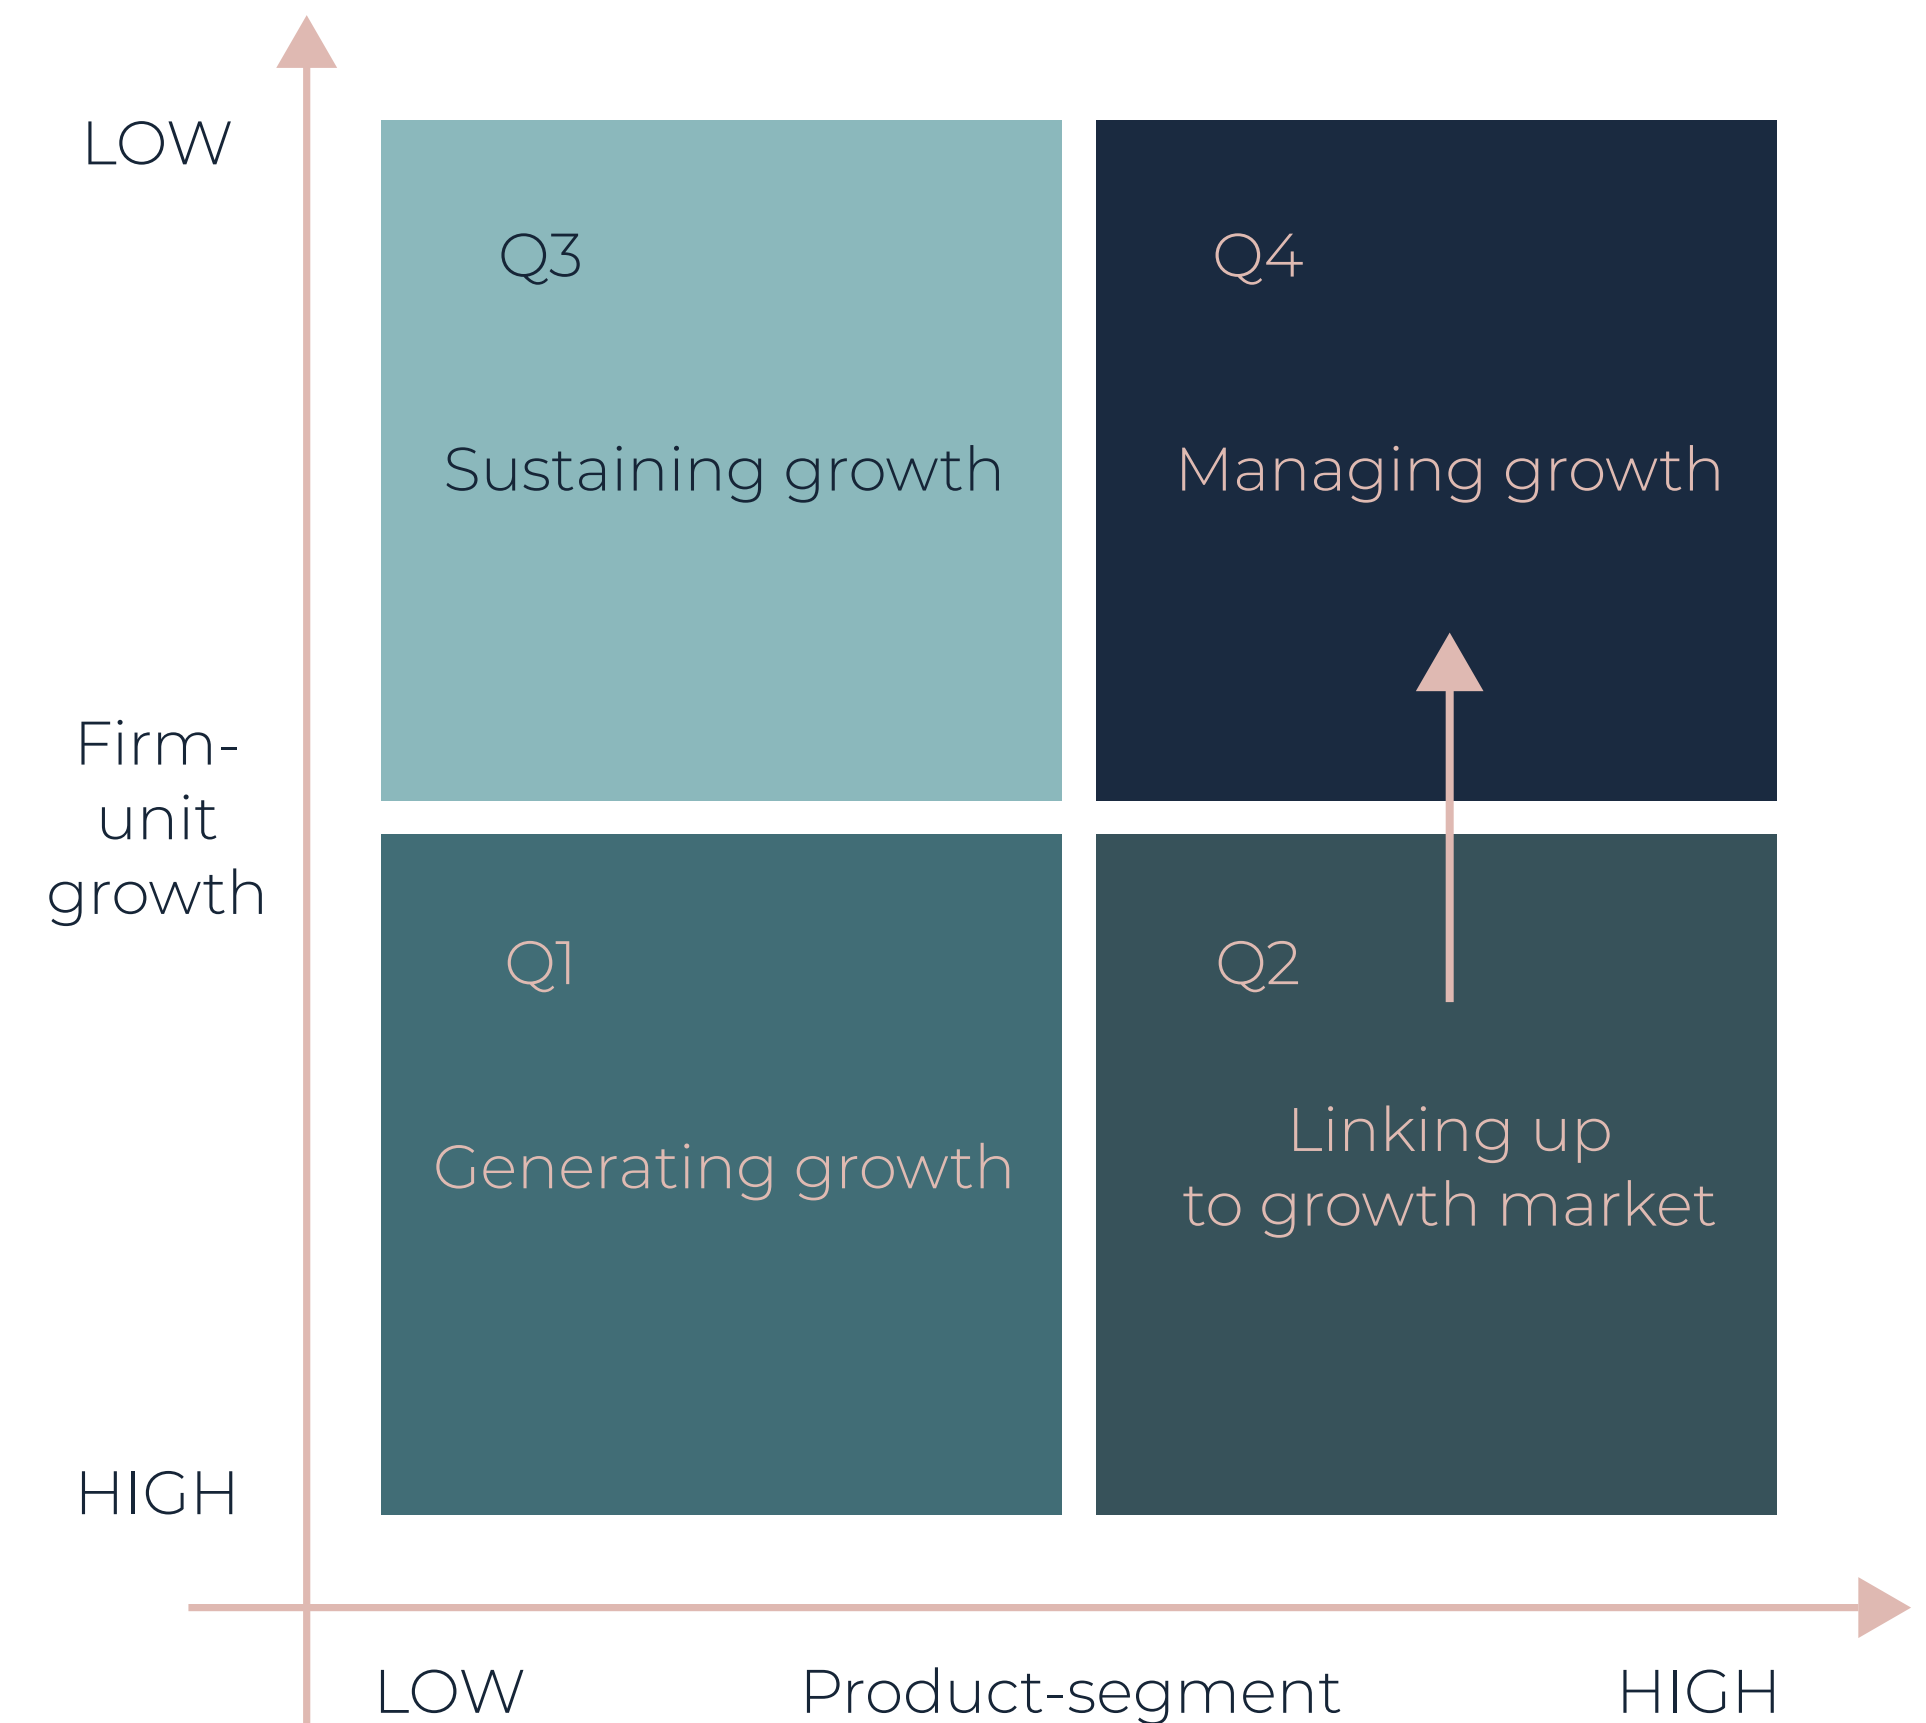 LOW
Q3
Q4
Sustaining growth
Managing growth
Firm-
unit
growth
Q1
Q2
Generating growth
Linking up
to growth market
HIGH
LOW
Product-segment
HIGH